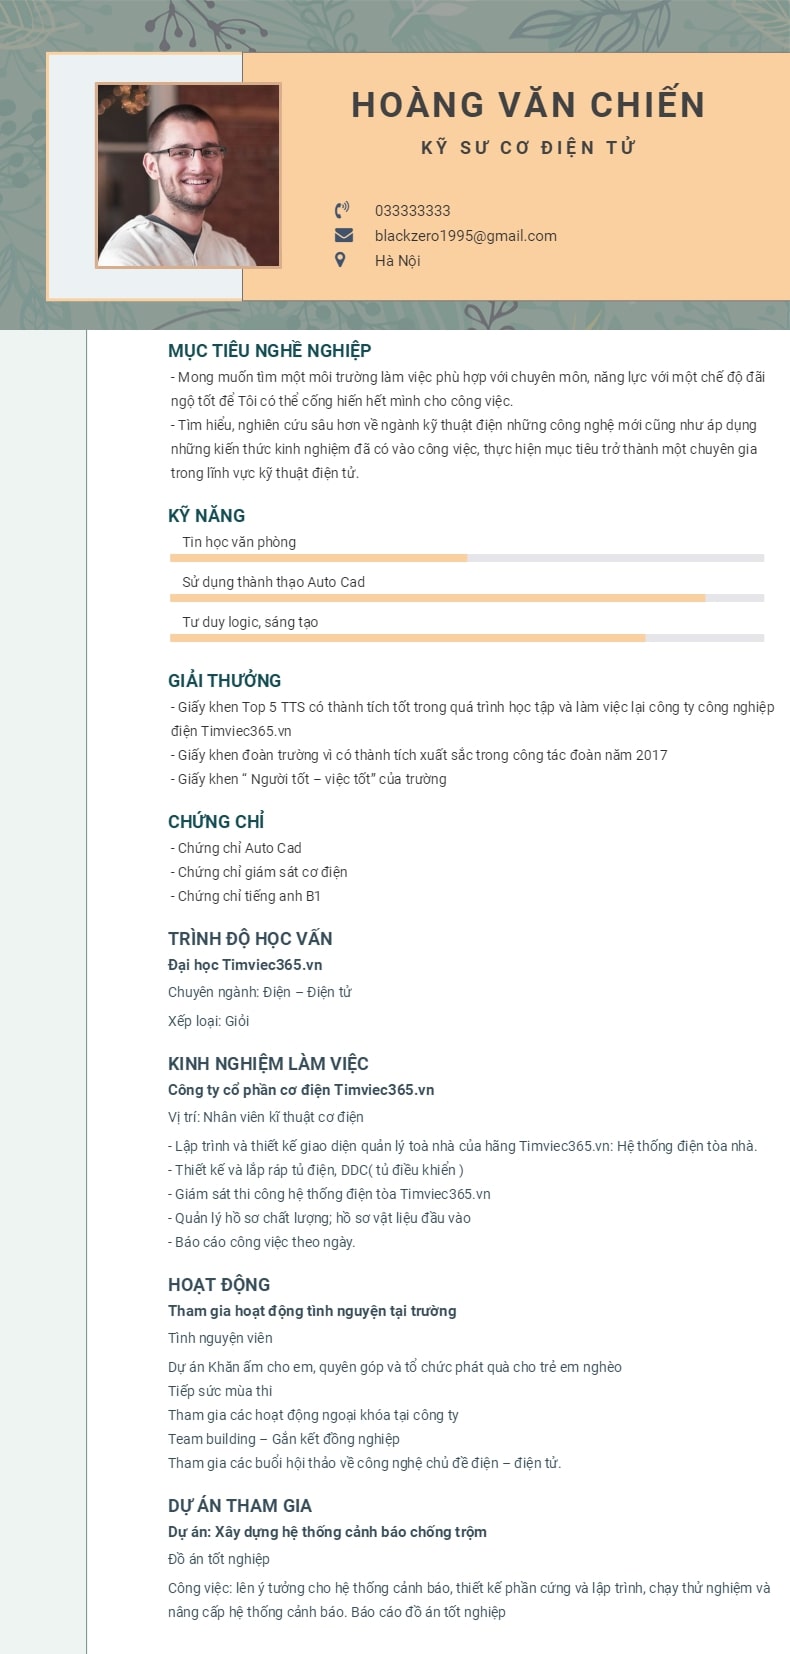 HOÀNG VĂN CHIẾN
KỸ SƯ CƠ ĐIỆN TỬ
033333333
blackzero1995@gmail.com
Hà Nội
MỤC TIÊU NGHỀ NGHIỆP
- Mong muốn tìm một môi trường làm việc phù hợp với chuyên môn, năng lực với một chế độ đãi
ngộ tốt để Tôi có thể cống hiến hết mình cho công việc.
- Tìm hiểu, nghiên cứu sâu hơn về ngành kỹ thuật điện những công nghệ mới cũng như áp dụng
những kiến thức kinh nghiệm đã có vào công việc, thực hiện mục tiêu trở thành một chuyên gia
trong lĩnh vực kỹ thuật điện tử.
KỸ NĂNG
Tin học văn phòng
Sử dụng thành thạo Auto Cad
Tư duy logic, sáng tạo
GIẢI THƯỞNG
- Giấy khen Top 5 TTS có thành tích tốt trong quá trình học tập và làm việc lại công ty công nghiệp
điện Timviec365.vn
- Giấy khen đoàn trường vì có thành tích xuất sắc trong công tác đoàn năm 2017
- Giấy khen “ Người tốt – việc tốt” của trường
CHỨNG CHỈ
- Chứng chỉ Auto Cad
- Chứng chỉ giám sát cơ điện
- Chứng chỉ tiếng anh B1
TRÌNH ĐỘ HỌC VẤN
Đại học Timviec365.vn
Chuyên ngành: Điện – Điện tử
Xếp loại: Giỏi
KINH NGHIỆM LÀM VIỆC
Công ty cổ phần cơ điện Timviec365.vn
Vị trí: Nhân viên kĩ thuật cơ điện
- Lập trình và thiết kế giao diện quản lý toà nhà của hãng Timviec365.vn: Hệ thống điện tòa nhà.
- Thiết kế và lắp ráp tủ điện, DDC( tủ điều khiển )
- Giám sát thi công hệ thống điện tòa Timviec365.vn
- Quản lý hồ sơ chất lượng; hồ sơ vật liệu đầu vào
- Báo cáo công việc theo ngày.
HOẠT ĐỘNG
Tham gia hoạt động tình nguyện tại trường
Tình nguyện viên
Dự án Khăn ấm cho em, quyên góp và tổ chức phát quà cho trẻ em nghèo
Tiếp sức mùa thi
Tham gia các hoạt động ngoại khóa tại công ty
Team building – Gắn kết đồng nghiệp
Tham gia các buổi hội thảo về công nghệ chủ đề điện – điện tử.
DỰ ÁN THAM GIA
Dự án: Xây dựng hệ thống cảnh báo chống trộm
Đồ án tốt nghiệp
Công việc: lên ý tưởng cho hệ thống cảnh báo, thiết kế phần cứng và lập trình, chạy thử nghiệm và
nâng cấp hệ thống cảnh báo. Báo cáo đồ án tốt nghiệp